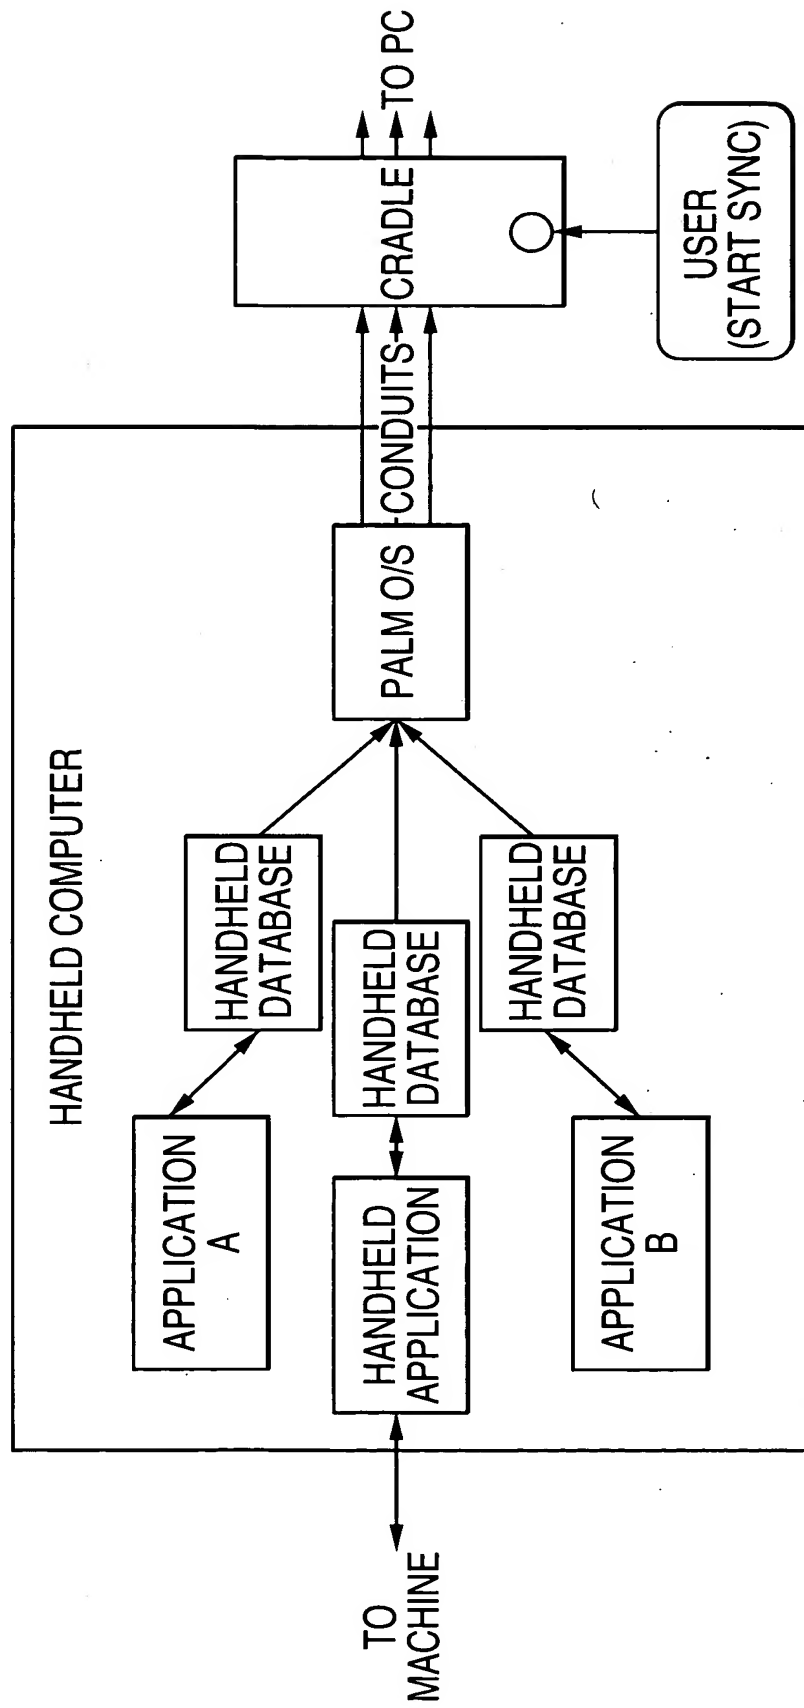 HANDHELD COMPUTER
APPLICATION
A
HANDHELD
DATABASE
TO
MACHINE
HANDHELD
APPLICATION
HANDHELD
DATABASE
PALM O/S
CONDUITS
CRADLE
TO PC
APPLICATION
B
HANDHELD
DATABASE
USER
(START SYNC)